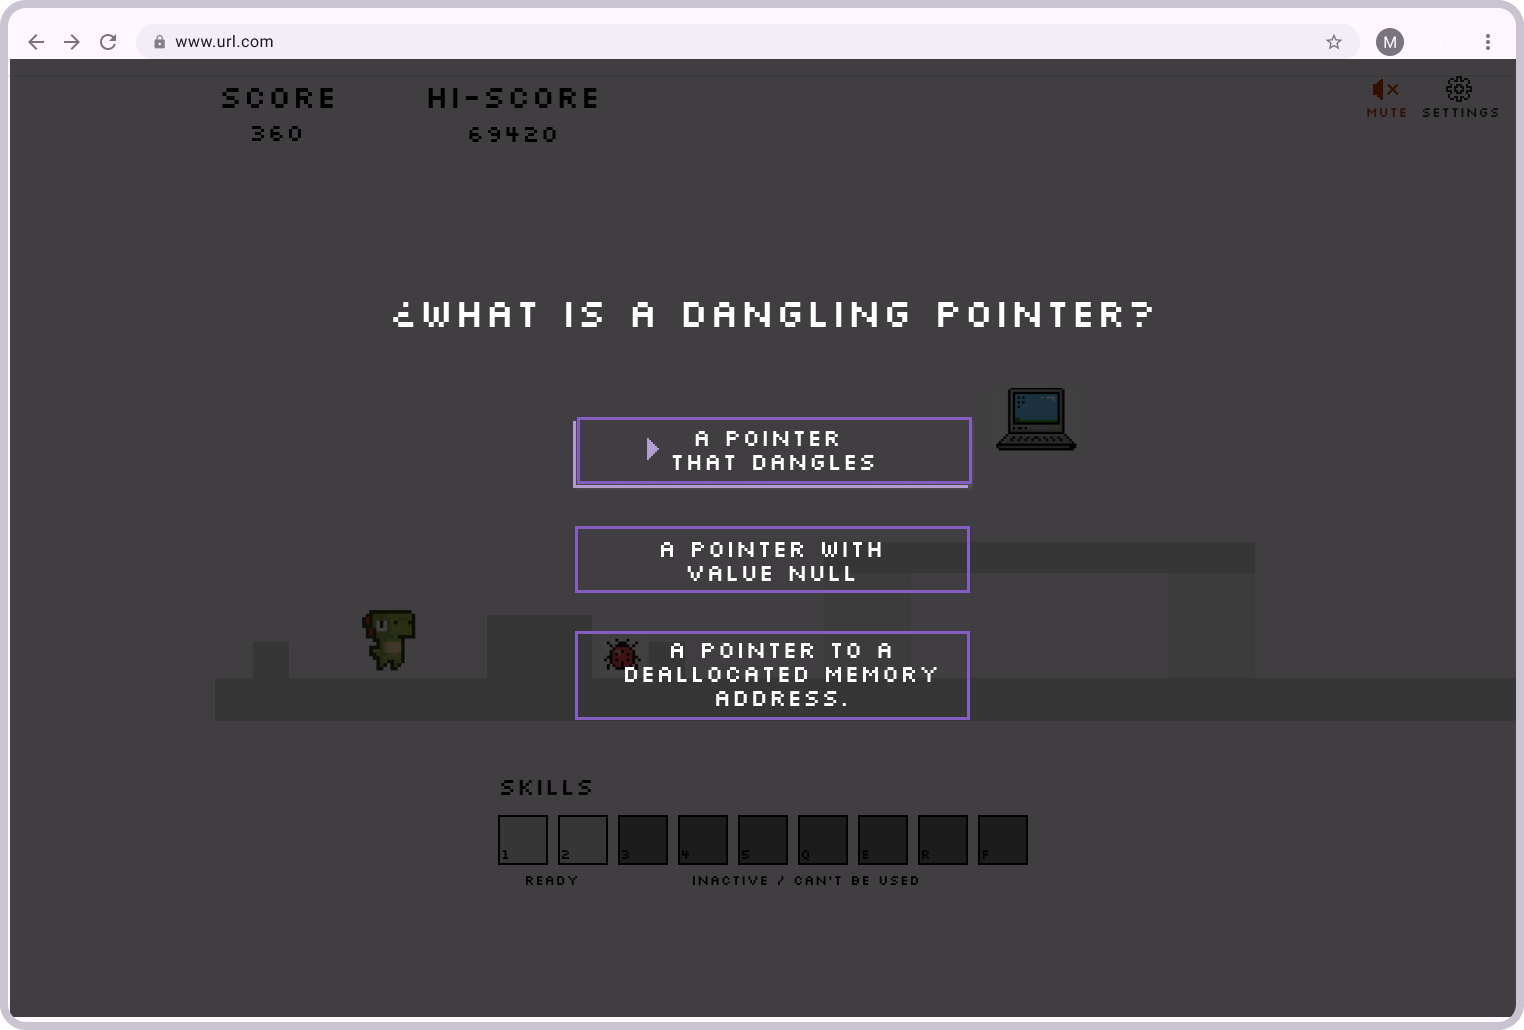 www.url.com
M
SCORE HI-SCORE
360 69420
MUTE SETTINGS
¿WHAT IS A DANGLING POINTER?
A POINTER
THAT DANGLES
A POINTER WITH
VALUE NULL
A POINTER TO A
DEALLOCATED MEMORY
ADDRESS.
SKILLS
1 2 3 4 5 Q E R F
READY INACTIVE / CAN'T BE USED